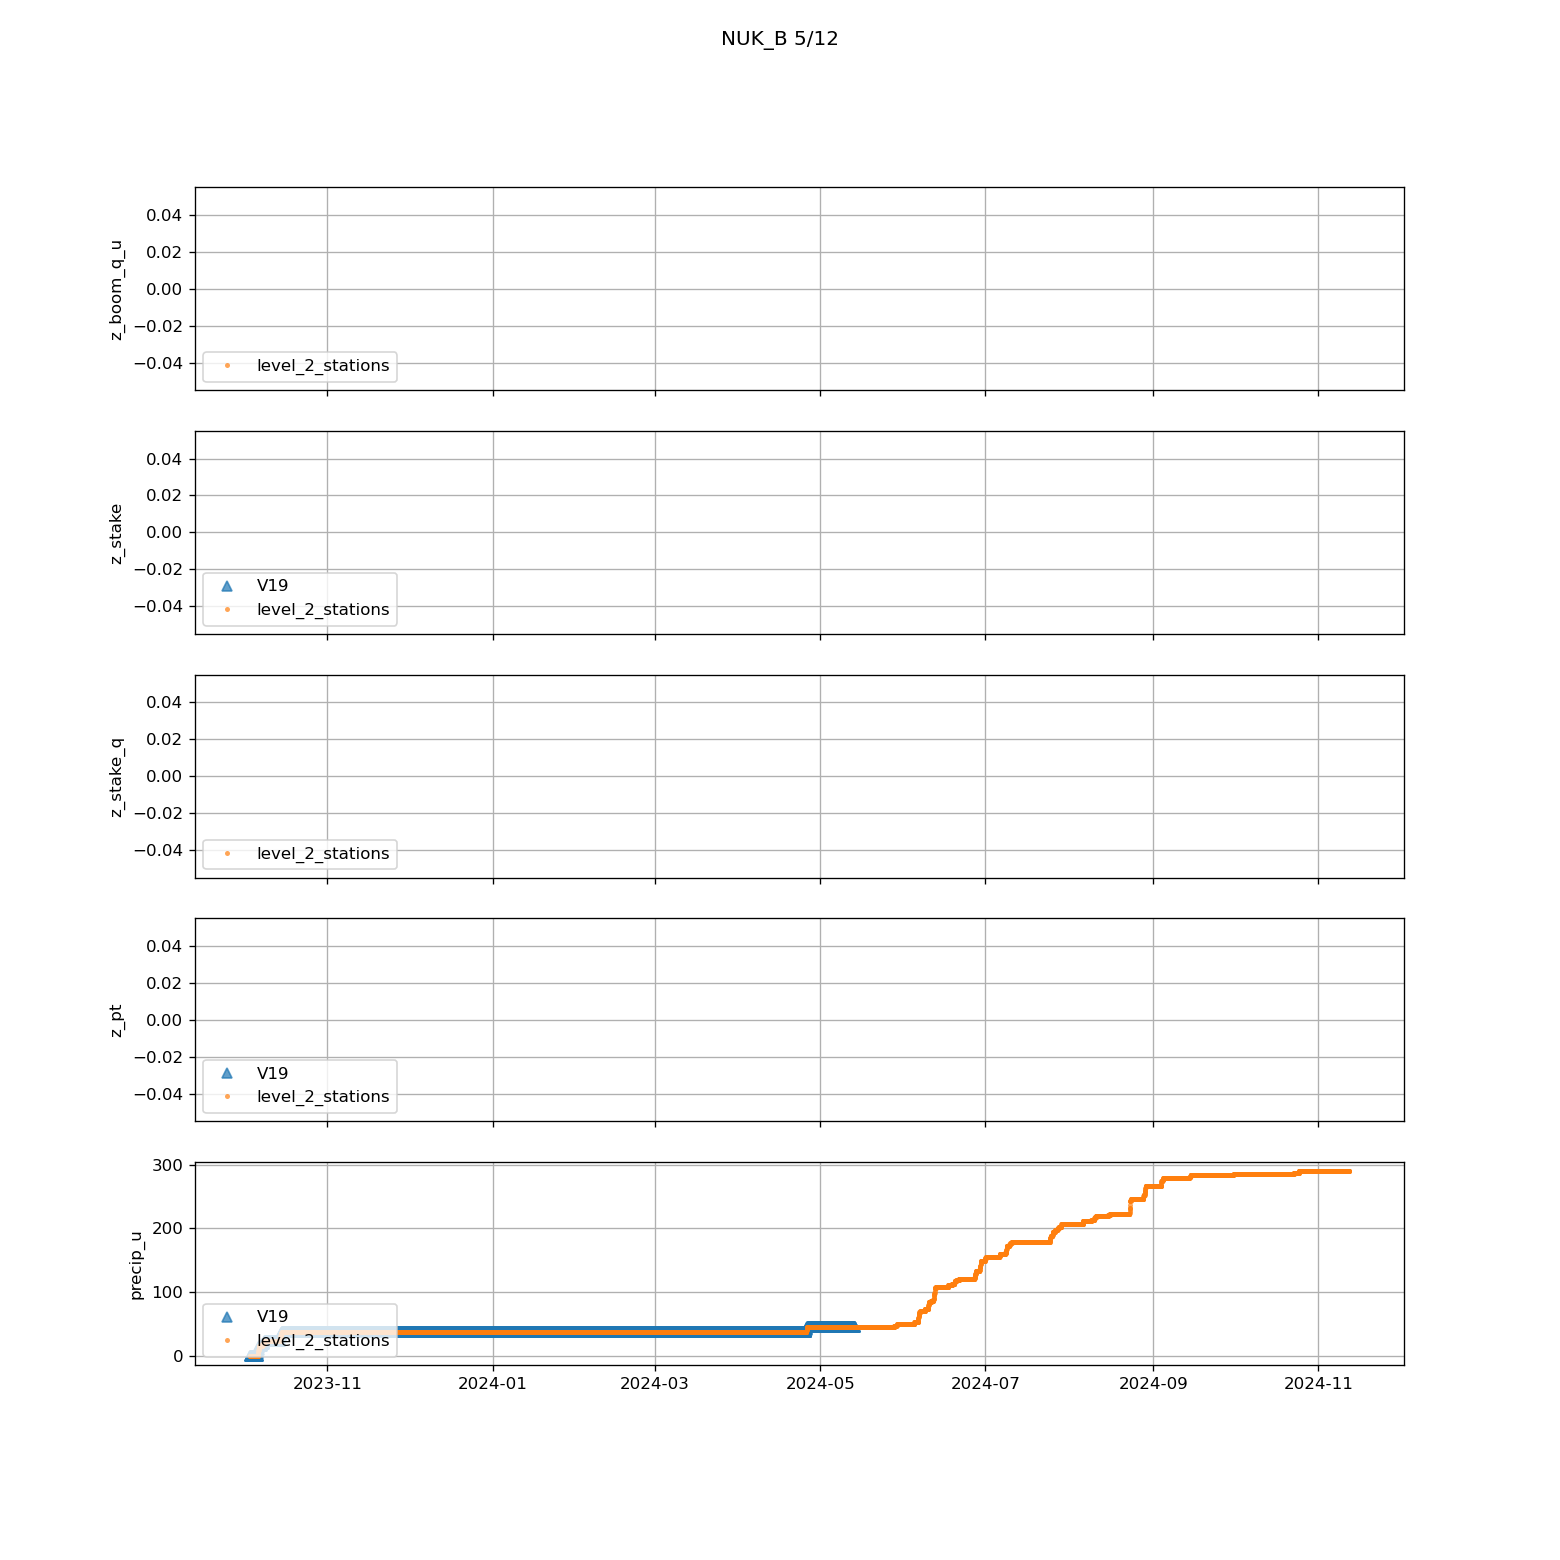 NUK_B 5/12
0.04
0.02
0.00
−0.02
−0.04
z_boom_q_u
level_2_stations
0.04
0.02
0.00
−0.02
−0.04
z_stake
V19
level_2_stations
0.04
0.02
0.00
−0.02
−0.04
z_stake_q
level_2_stations
0.04
0.02
0.00
−0.02
−0.04
z_pt
V19
level_2_stations
300
200
100
0
precip_u
V19
level_2_stations
2023-11 2024-01 2024-03 2024-05 2024-07 2024-09 2024-11